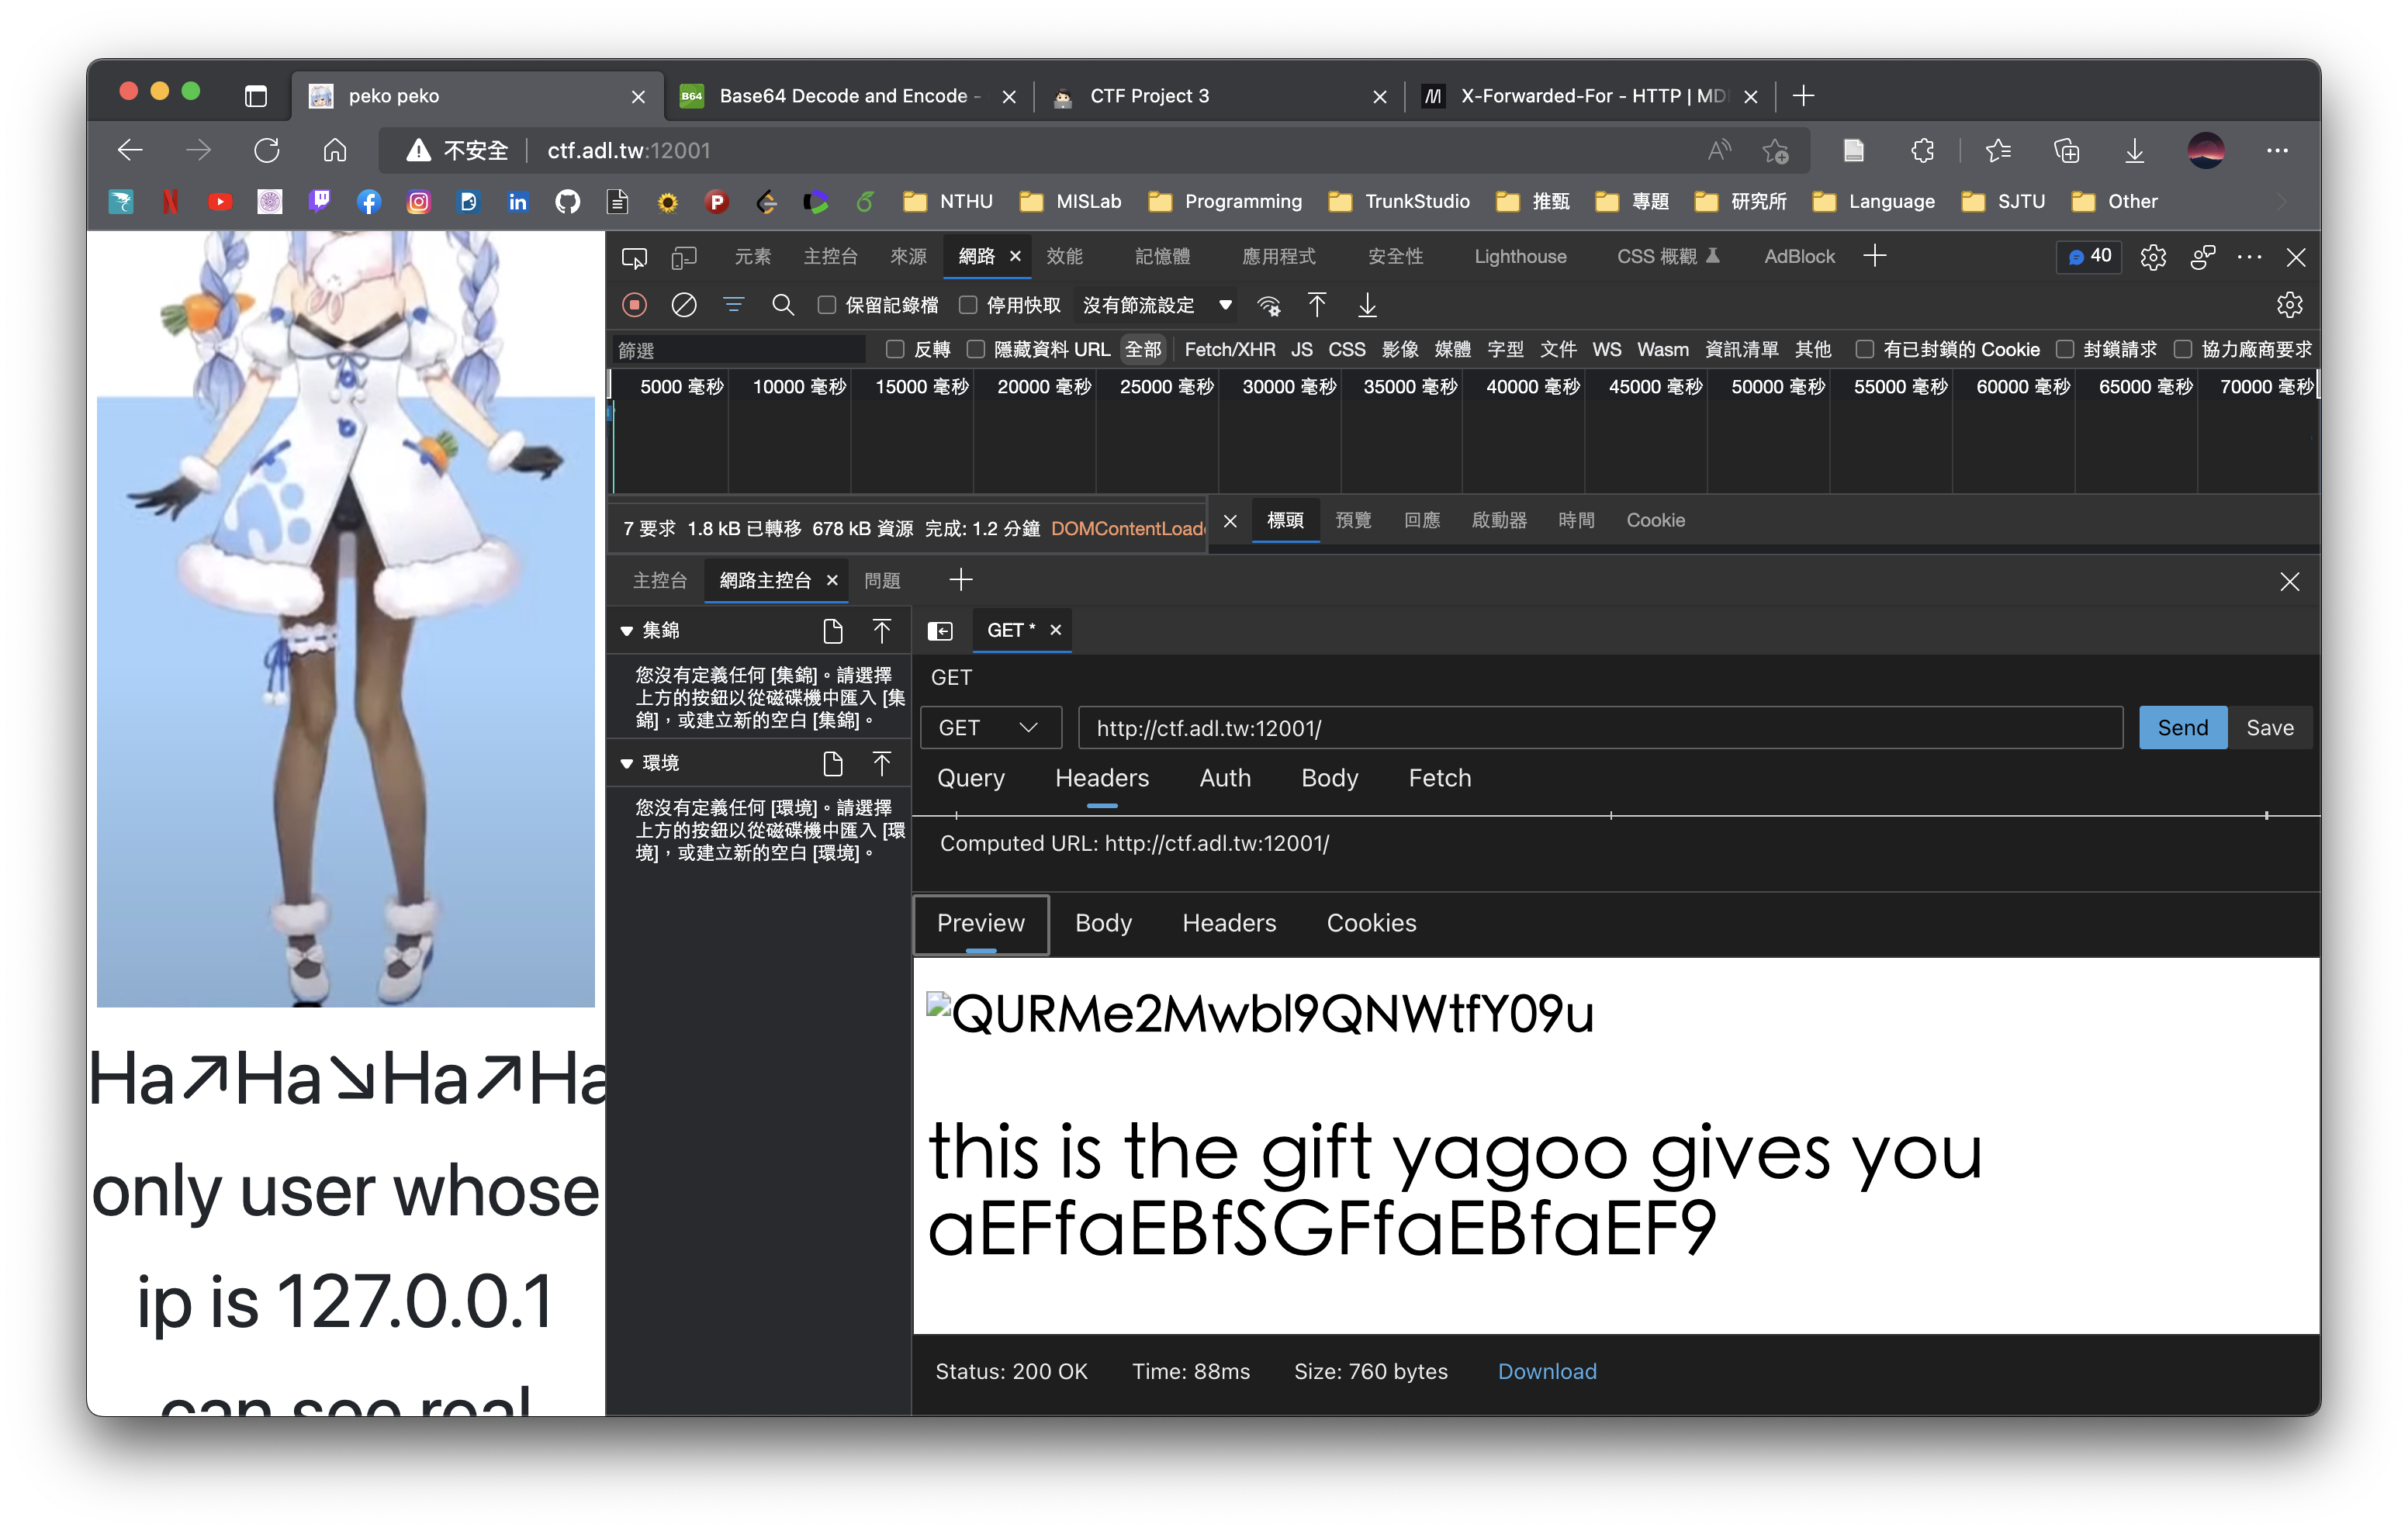 peko peko
B64
Base64 Decode and Encode -
CTF Project 3
X-Forwarded-For - HTTP | MD
不安全
ctf.adl.tw:12001
NTHU
MISLab
Programming
TrunkStudio
推甄
專題
研究所
Language
SJTU
Other
元素
主控台
來源
網路
效能
記憶體
應用程式
安全性
Lighthouse
CSS 概觀
AdBlock
40
保留記錄檔
停用快取
沒有節流設定
篩選
反轉
隱藏資料 URL
全部
Fetch/XHR
JS
CSS
影像
媒體
字型
文件
WS
Wasm
資訊清單
其他
有已封鎖的 Cookie
封鎖請求
協力廠商要求
5000 毫秒
10000 毫秒
15000 毫秒
20000 毫秒
25000 毫秒
30000 毫秒
35000 毫秒
40000 毫秒
45000 毫秒
50000 毫秒
55000 毫秒
60000 毫秒
65000 毫秒
70000 毫秒
7 要求 1.8 kB 已轉移 678 kB 資源 完成: 1.2 分鐘 DOMContentLoad
標頭
預覽
回應
啟動器
時間
Cookie
主控台
網路主控台
問題
集錦
您沒有定義任何 [集錦]。請選擇
上方的按鈕以從磁碟機中匯入 [集
錦]，或建立新的空白 [集錦]。
環境
您沒有定義任何 [環境]。請選擇
上方的按鈕以從磁碟機中匯入 [環
境]，或建立新的空白 [環境]。
GET *
GET
GET
http://ctf.adl.tw:12001/
Send
Save
Query
Headers
Auth
Body
Fetch
Computed URL: http://ctf.adl.tw:12001/
Preview
Body
Headers
Cookies
QURMe2Mwbl9QNWtfY09u
this is the gift yagoo gives you
aEFfaEBfSGFfaEBfaEF9
Status: 200 OK
Time: 88ms
Size: 760 bytes
Download
Ha↗Ha↘Ha↗Ha
only user whose
ip is 127.0.0.1
can see real